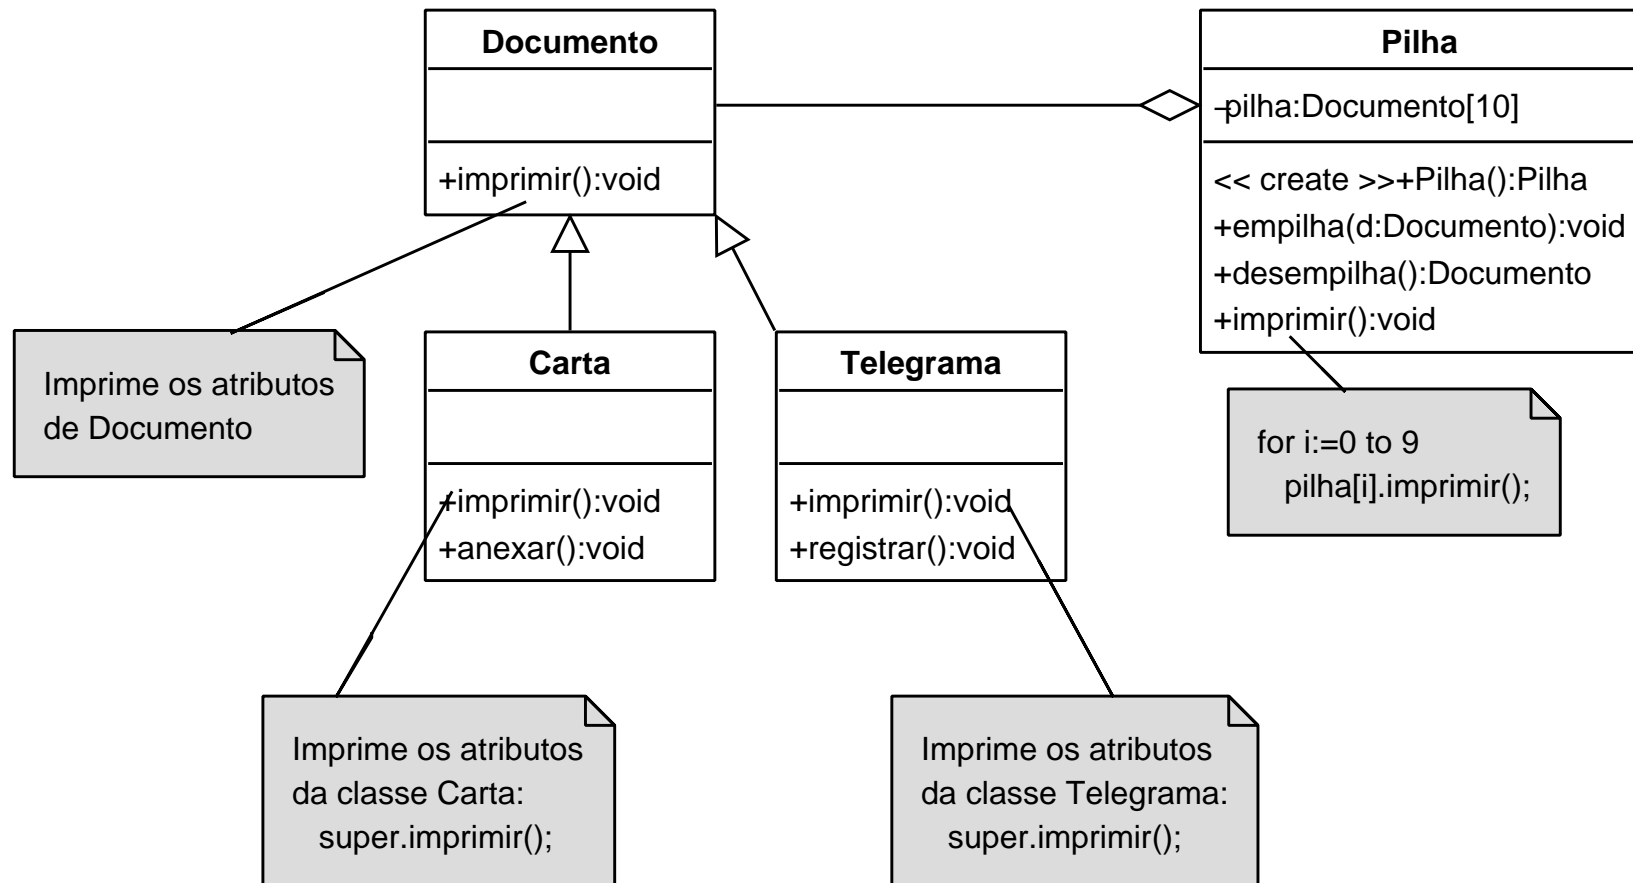 Documento
+imprimir():void
Pilha
-pilha:Documento[10]
<< create >>+Pilha():Pilha
+empilha(d:Documento):void
+desempilha():Documento
+imprimir():void
Imprime os atributos
de Documento
Carta
+imprimir():void
+anexar():void
Telegrama
+imprimir():void
+registrar():void
for i:=0 to 9
pilha[i].imprimir();
Imprime os atributos
da classe Carta:
super.imprimir();
Imprime os atributos
da classe Telegrama:
super.imprimir();